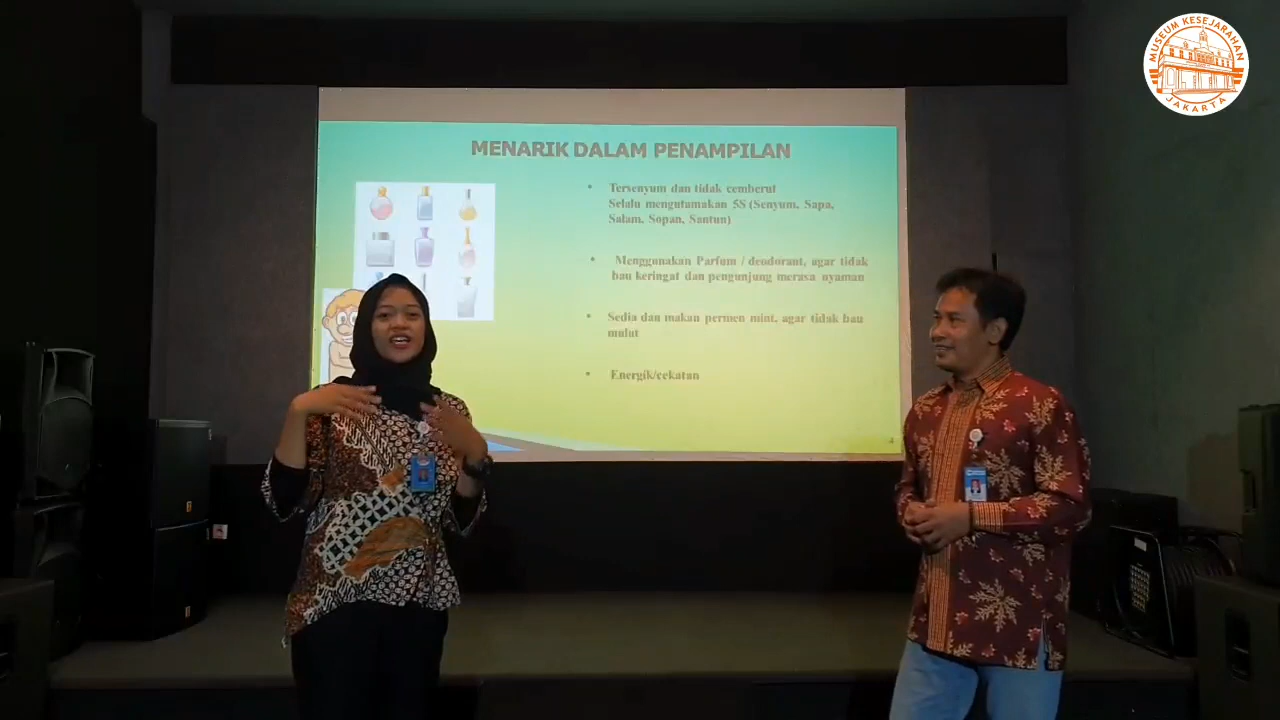 MUSEUM KESEJARAHAN
JAKARTA
MENARIK DALAM PENAMPILAN
• Tersenyum dan tidak cemberut
Selalu mengutamakan 5S (Senyum, Sapa,
Salam, Sopan, Santun)
• Menggunakan Parfum / deodorant, agar tidak
bau keringat dan pengunjung merasa nyaman
• Sedia dan makan permen mint, agar tidak bau
mulut
• Energik/cekatan